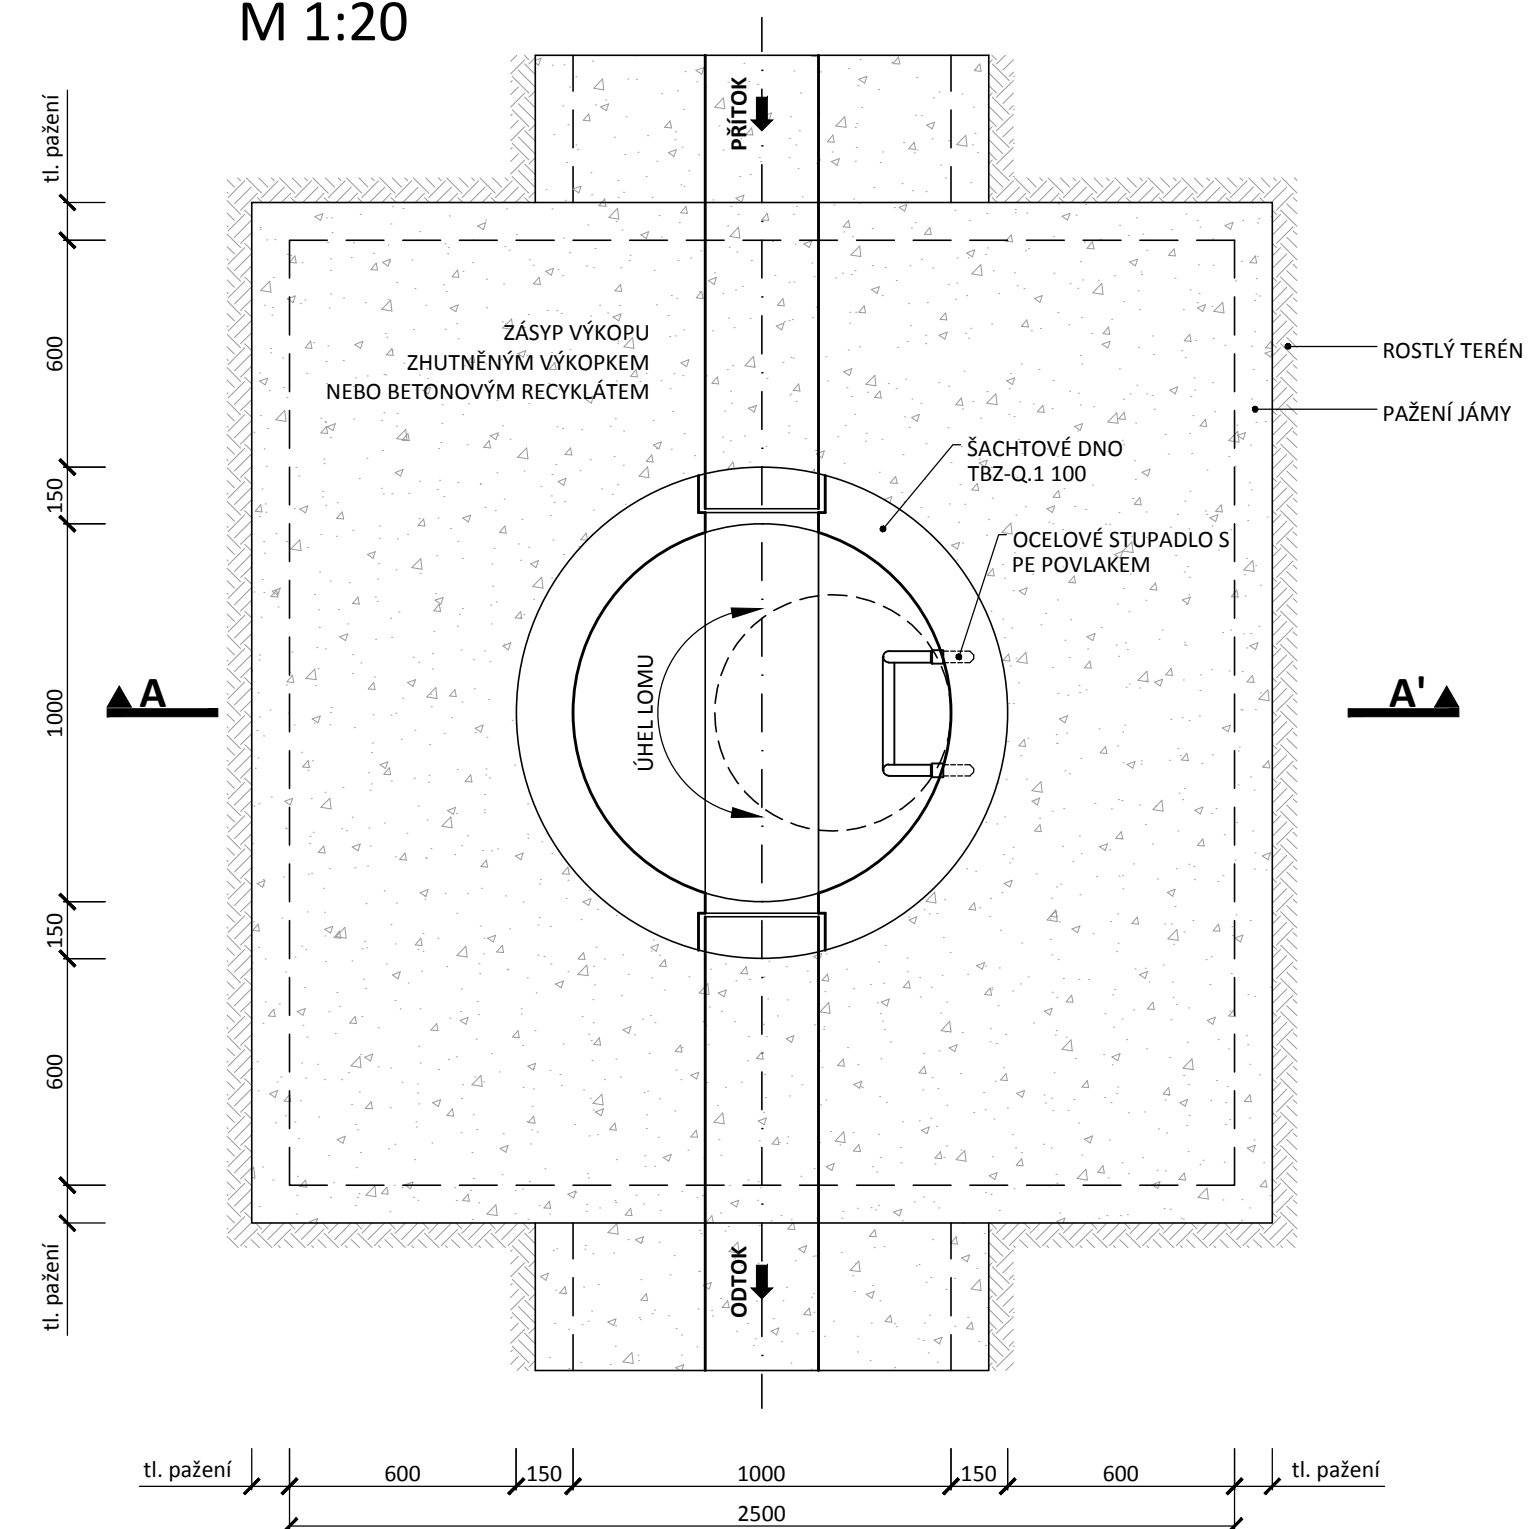 M 1:20
PŘÍTOK
tl. pažení
600
150
1000
150
600
tl. pažení
ZÁSYP VÝKOPU
ZHUTNĚNÝM VÝKOPKEM
NEBO BETONOVÝM RECYKLÁTEM
ROSTLÝ TERÉN
PAŽENÍ JÁMY
ŠACHTOVÉ DNO
TBZ-Q.1 100
OCELOVÉ STUPADLO S
PE POVLAKEM
ÚHEL LOMU
A
A'
ODTOK
tl. pažení
600
150
1000
150
600
tl. pažení
2500